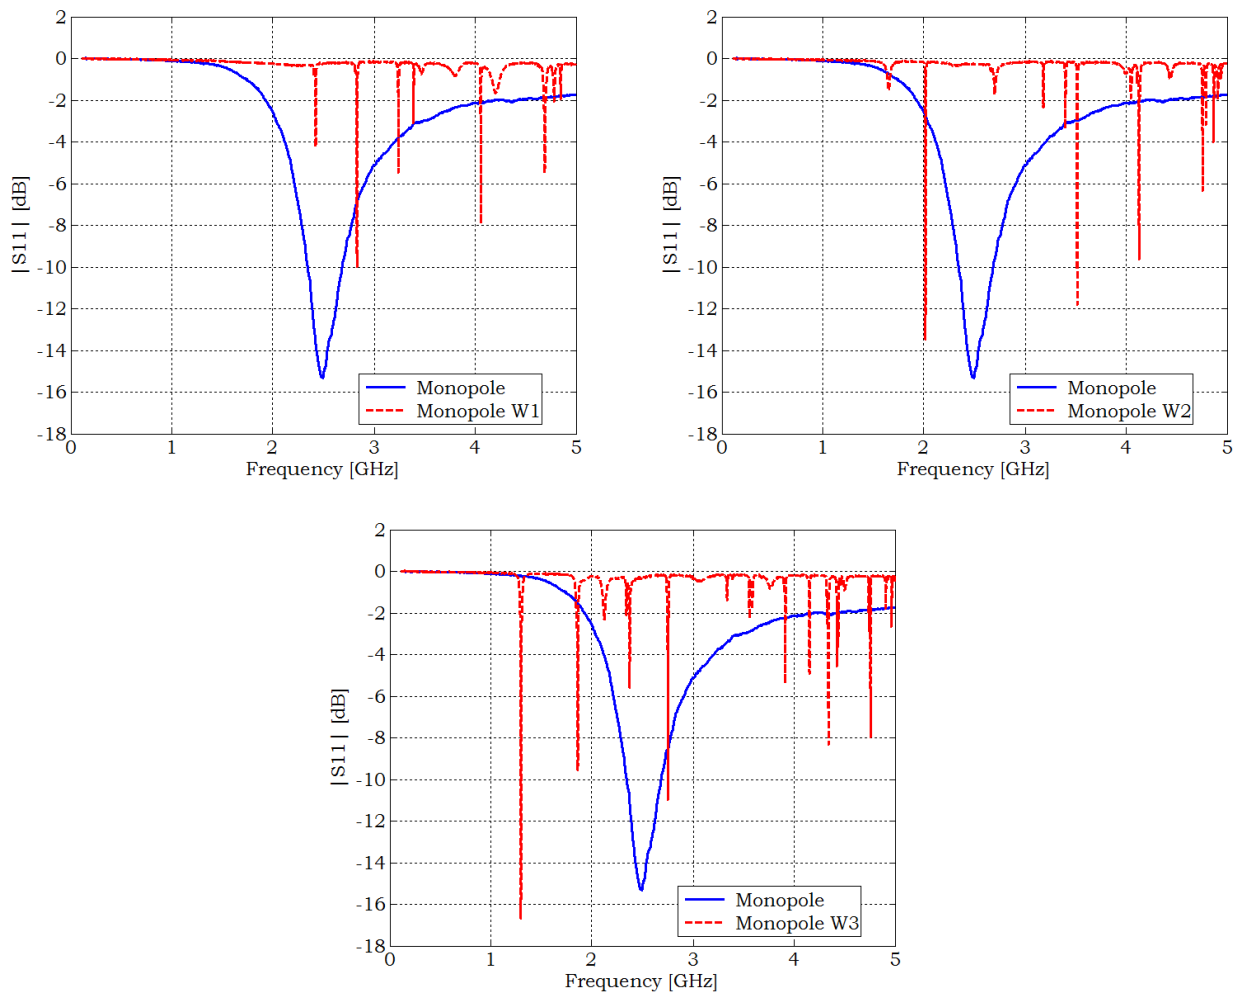 2
0
-2
-4
-6
-8
-10
-12
-14
-16
-18
|S11| [dB]
0 1 2 3 4 5
Frequency [GHz]
Monopole
Monopole W1
2
0
-2
-4
-6
-8
-10
-12
-14
-16
-18
|S11| [dB]
0 1 2 3 4 5
Frequency [GHz]
Monopole
Monopole W2
2
0
-2
-4
-6
-8
-10
-12
-14
-16
-18
|S11| [dB]
0 1 2 3 4 5
Frequency [GHz]
Monopole
Monopole W3